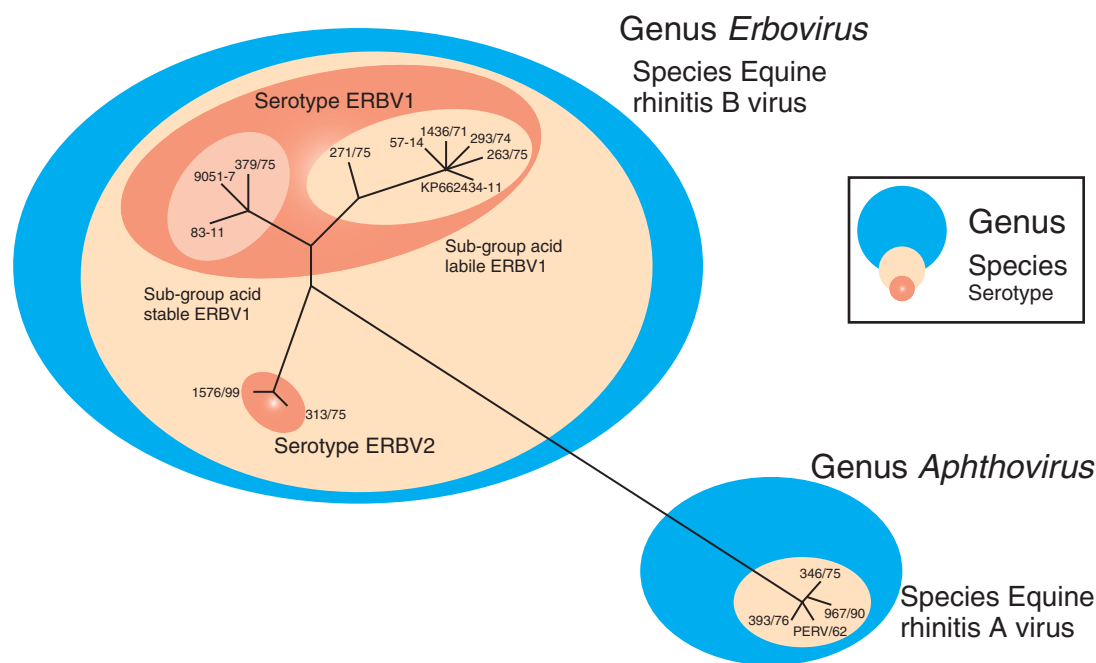 Genus Erbovirus
Species Equine
rhinitis B virus
Serotype ERBV1
1436/71
57-14
293/74
271/75
263/75
379/75
9051-7
KP662434-11
83-11
Sub-group acid
labile ERBV1
Sub-group acid
stable ERBV1
Genus
Species
Serotype
1576/99
313/75
Serotype ERBV2
Genus Aphthovirus
346/75
967/90
393/76
PERV/62
Species Equine
rhinitis A virus